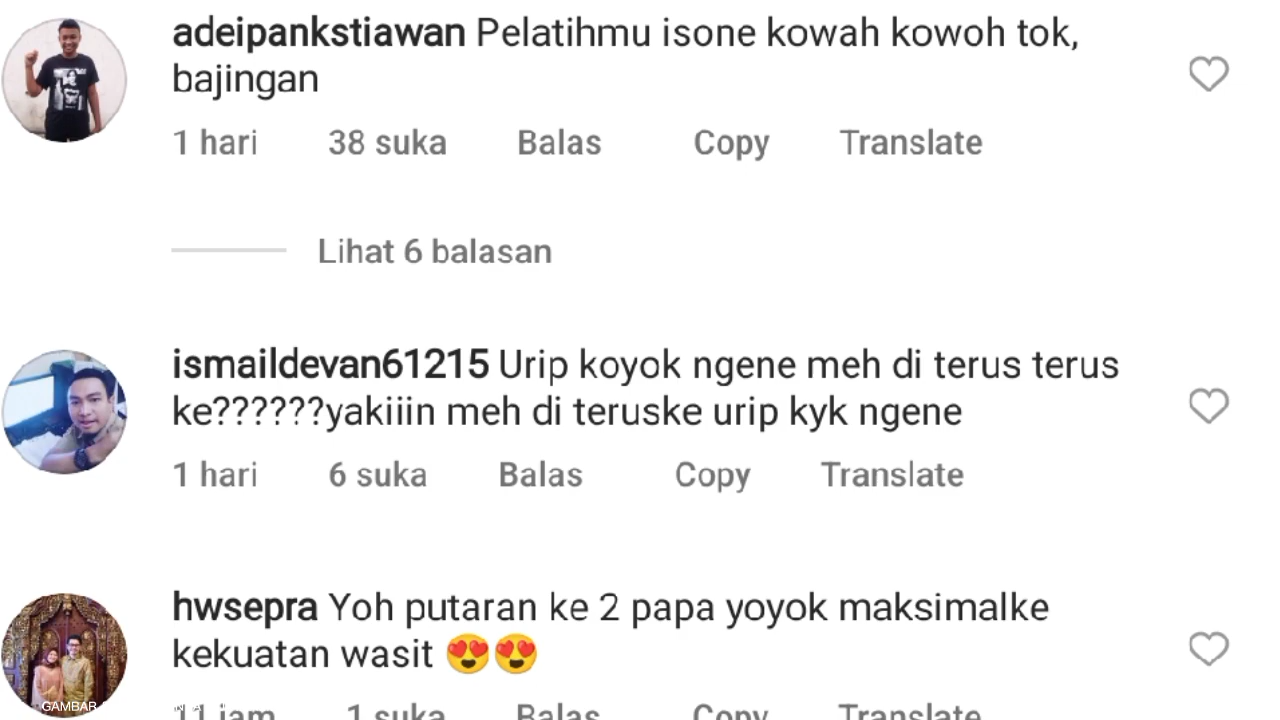 adeipankstiawan Pelatihmu isone kowah kowoh tok,
bajingan
1 hari 38 suka Balas Copy Translate
Lihat 6 balasan
ismaildevan61215 Urip koyok ngene meh di terus terus
ke??????yakiiin meh di teruske urip kyk ngene
1 hari 6 suka Balas Copy Translate
hwsepra Yoh putaran ke 2 papa yoyok maksimalke
kekuatan wasit 😍😍
11 jam 1 suka Balas Copy Translate
GAMBAR